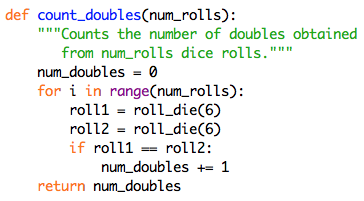 def count_doubles(num_rolls):
    """Counts the number of doubles obtained
       from num_rolls dice rolls."""
    num_doubles = 0
    for i in range(num_rolls):
        roll1 = roll_die(6)
        roll2 = roll_die(6)
        if roll1 == roll2:
            num_doubles += 1
    return num_doubles